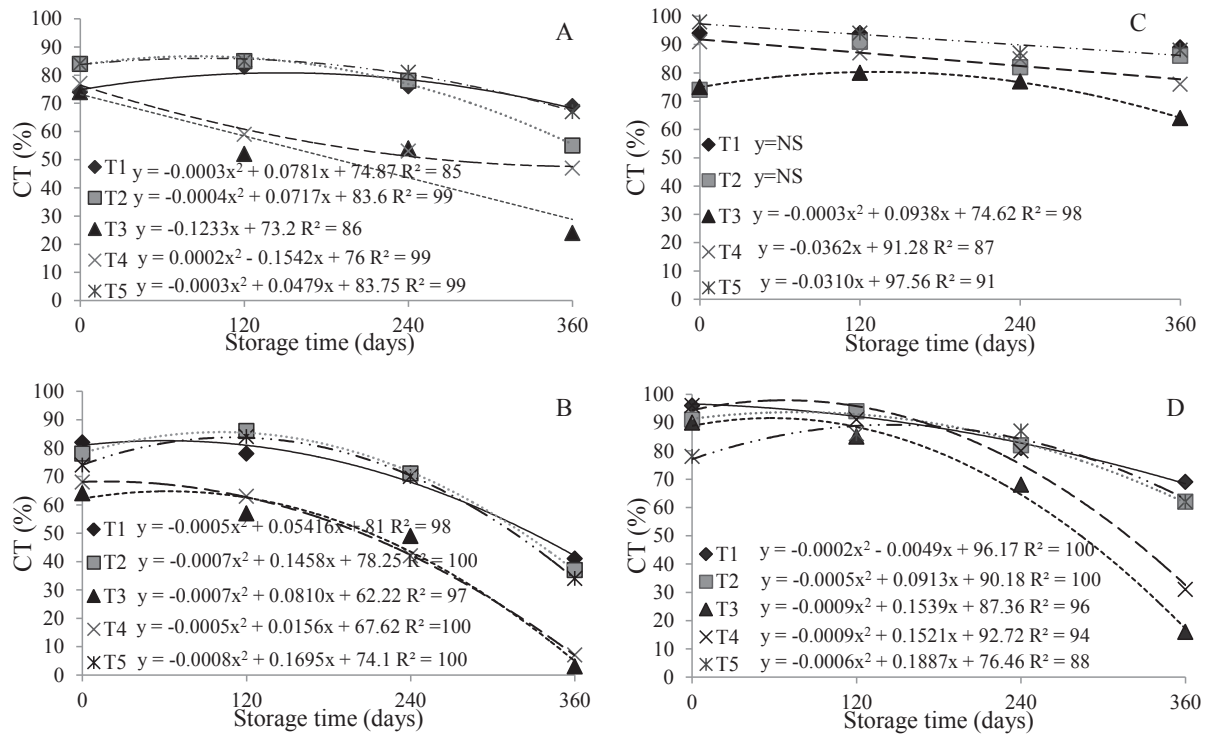 A
CT (%)
100
90
80
70
60
50
40
30
20
10
0
T1 y = -0.0003x² + 0.0781x + 74.87 R² = 85
T2 y = -0.0004x² + 0.0717x + 83.6 R² = 99
T3 y = -0.1233x + 73.2 R² = 86
T4 y = 0.0002x² - 0.1542x + 76 R² = 99
T5 y = -0.0003x² + 0.0479x + 83.75 R² = 99
0 120 240 360
Storage time (days)
C
CT (%)
100
90
80
70
60
50
40
30
20
10
0
T1 y=NS
T2 y=NS
T3 y = -0.0003x² + 0.0938x + 74.62 R² = 98
T4 y = -0.0362x + 91.28 R² = 87
T5 y = -0.0310x + 97.56 R² = 91
0 120 240 360
Storage time (days)
B
CT (%)
100
90
80
70
60
50
40
30
20
10
0
T1 y = -0.0005x² + 0.05416x + 81 R² = 98
T2 y = -0.0007x² + 0.1458x + 78.25 R² = 100
T3 y = -0.0007x² + 0.0810x + 62.22 R² = 97
T4 y = -0.0005x² + 0.0156x + 67.62 R² =100
T5 y = -0.0008x² + 0.1695x + 74.1 R² = 100
0 120 240 360
Storage time (days)
D
CT (%)
100
90
80
70
60
50
40
30
20
10
0
T1 y = -0.0002x² - 0.0049x + 96.17 R² = 100
T2 y = -0.0005x² + 0.0913x + 90.18 R² = 100
T3 y = -0.0009x² + 0.1539x + 87.36 R² = 96
T4 y = -0.0009x² + 0.1521x + 92.72 R² = 94
T5 y = -0.0006x² + 0.1887x + 76.46 R² = 88
0 120 240 360
Storage time (days)